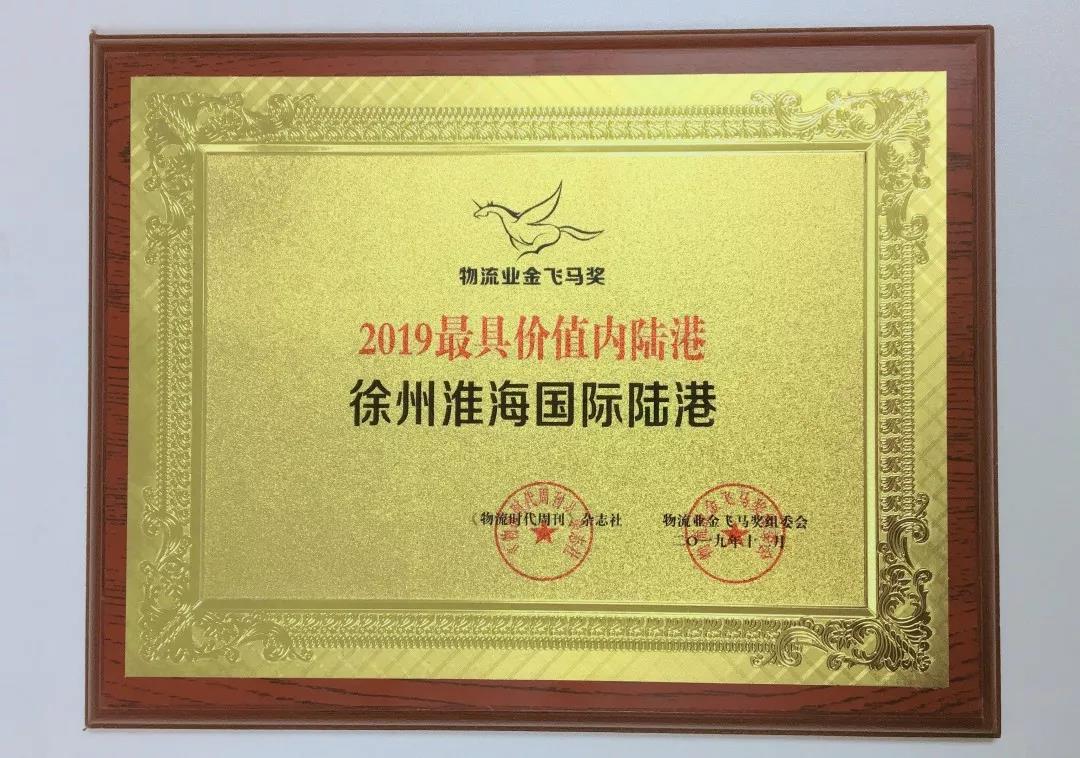 物流业金飞马奖
2019最具价值内陆港
徐州淮海国际陆港
《物流时代周刊》杂志社
物流业金飞马奖组委会
二〇一九年十二月